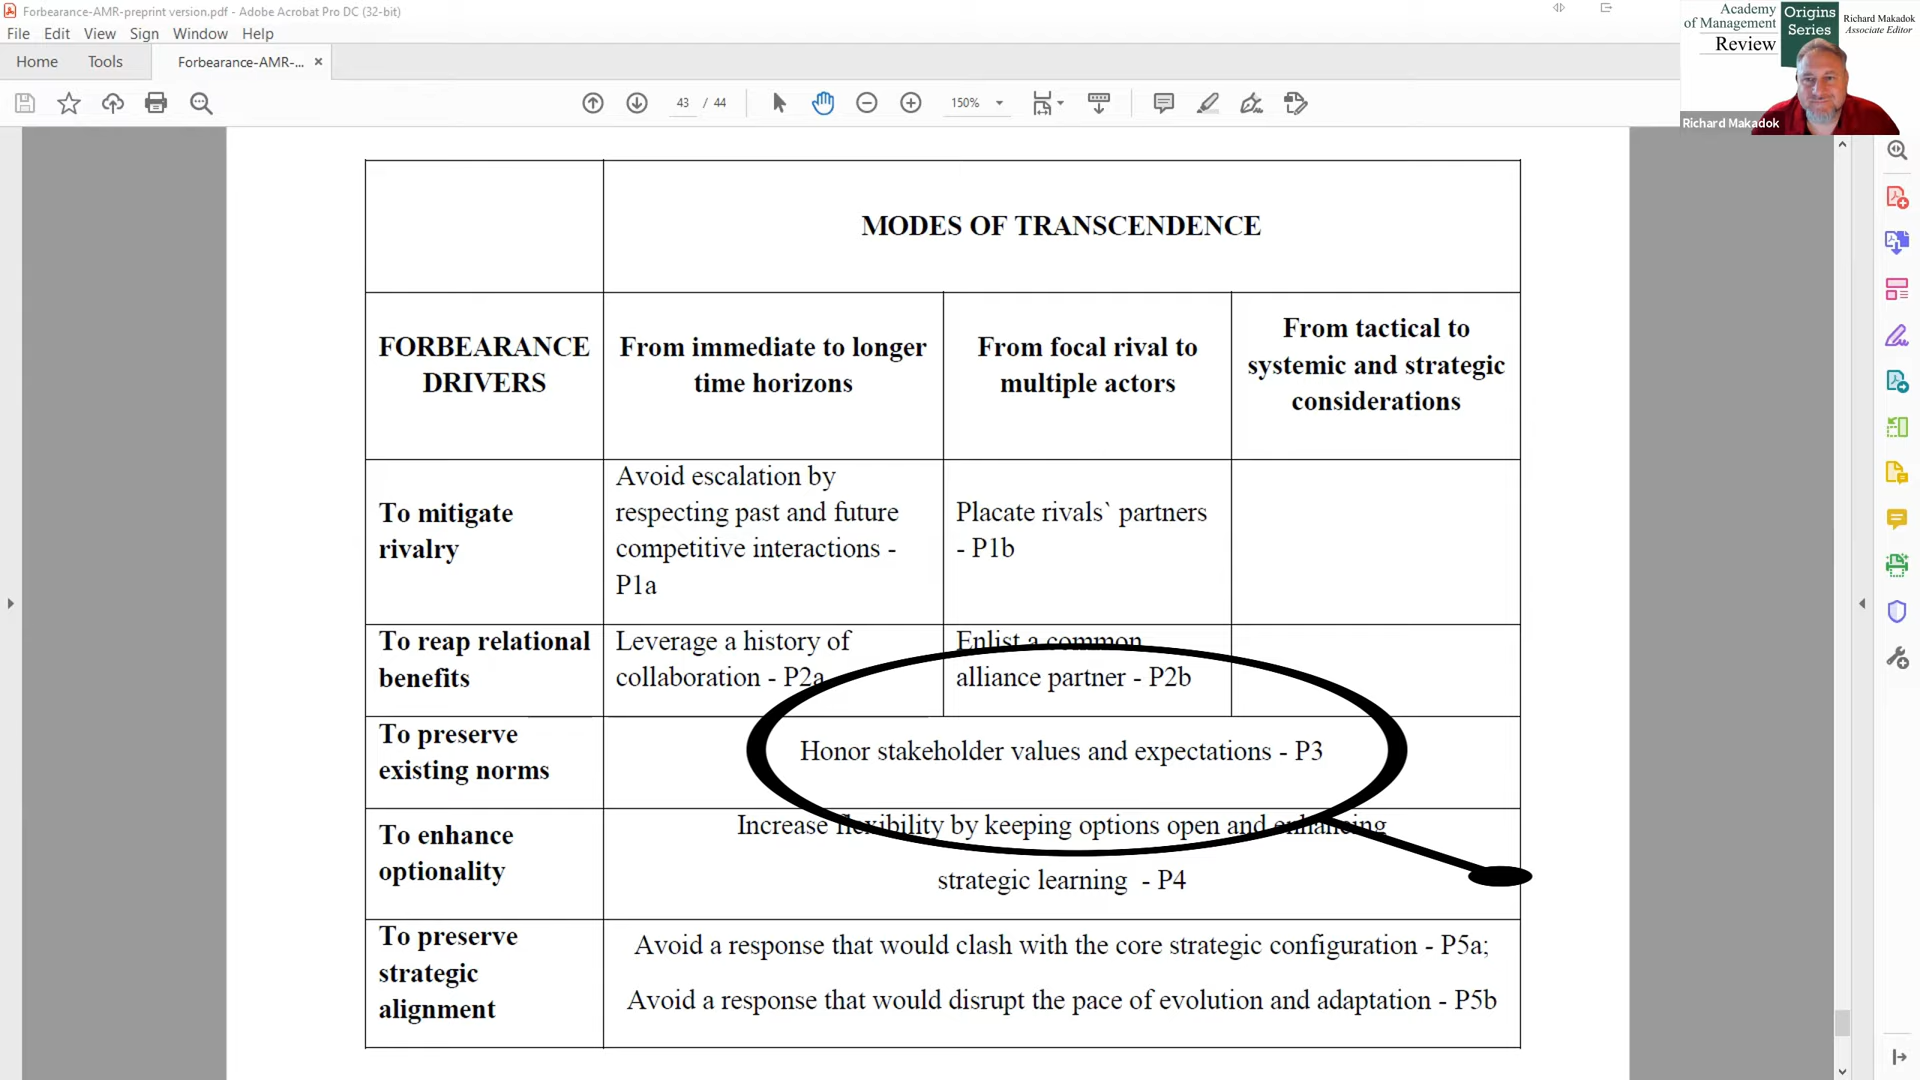 Forbearance-AMR-preprint version.pdf - Adobe Acrobat Pro DC (32-bit)
File Edit View Sign Window Help
Home Tools Forbearance-AMR-... ×
43 / 44 150%
Academy
of Management
Review
Origins
Series
Richard Makadok
Associate Editor
Richard Makadok
MODES OF TRANSCENDENCE
FORBEARANCE
DRIVERS
From immediate to longer
time horizons
From focal rival to
multiple actors
From tactical to
systemic and strategic
considerations
To mitigate
rivalry
Avoid escalation by
respecting past and future
competitive interactions -
P1a
Placate rivals` partners
- P1b
To reap relational
benefits
Leverage a history of
collaboration - P2a
Enlist a common
alliance partner - P2b
To preserve
existing norms
Honor stakeholder values and expectations - P3
To enhance
optionality
Increase flexibility by keeping options open and enhancing
strategic learning - P4
To preserve
strategic
alignment
Avoid a response that would clash with the core strategic configuration - P5a;
Avoid a response that would disrupt the pace of evolution and adaptation - P5b